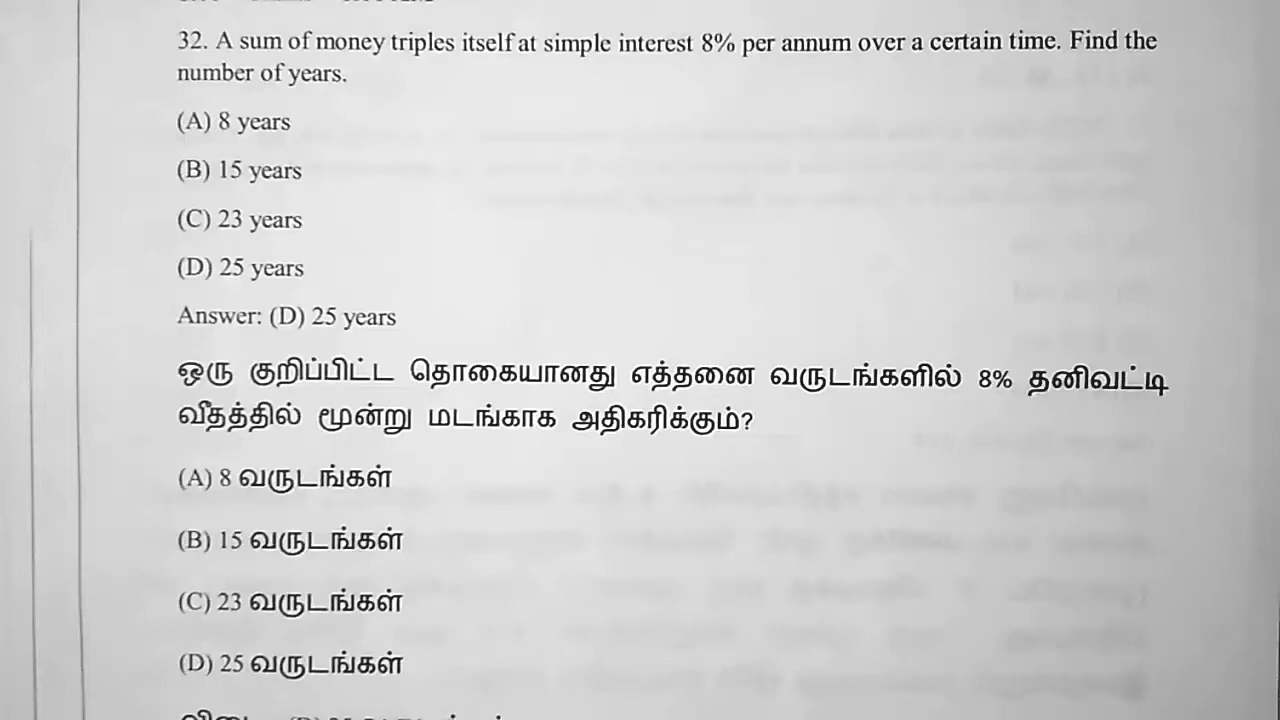 32. A sum of money triples itself at simple interest 8% per annum over a certain time. Find the
number of years.
(A) 8 years
(B) 15 years
(C) 23 years
(D) 25 years
Answer: (D) 25 years
ஒரு குறிப்பிட்ட தொகையானது எத்தனை வருடங்களில் 8% தனிவட்டி
வீதத்தில் மூன்று மடங்காக அதிகரிக்கும்?
(A) 8 வருடங்கள்
(B) 15 வருடங்கள்
(C) 23 வருடங்கள்
(D) 25 வருடங்கள்